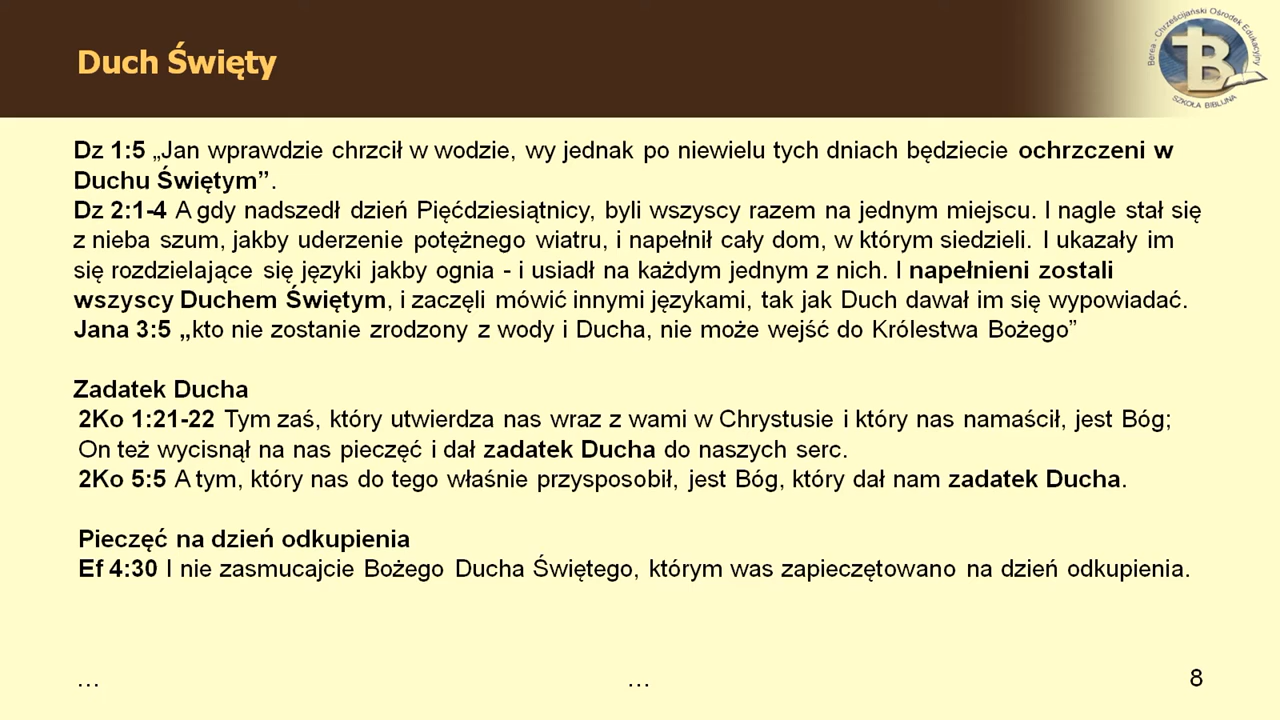 Duch Święty
Berea - Chrześcijański Ośrodek Edukacyjny
B
SZKOŁA BIBLIJNA
Dz 1:5 „Jan wprawdzie chrzcił w wodzie, wy jednak po niewielu tych dniach będziecie ochrzczeni w
Duchu Świętym”.
Dz 2:1-4 A gdy nadszedł dzień Pięćdziesiątnicy, byli wszyscy razem na jednym miejscu. I nagle stał się
z nieba szum, jakby uderzenie potężnego wiatru, i napełnił cały dom, w którym siedzieli. I ukazały im
się rozdzielające się języki jakby ognia - i usiadł na każdym jednym z nich. I napełnieni zostali
wszyscy Duchem Świętym, i zaczęli mówić innymi językami, tak jak Duch dawał im się wypowiadać.
Jana 3:5 „kto nie zostanie zrodzony z wody i Ducha, nie może wejść do Królestwa Bożego”
Zadatek Ducha
2Ko 1:21-22 Tym zaś, który utwierdza nas wraz z wami w Chrystusie i który nas namaścił, jest Bóg;
On też wycisnął na nas pieczęć i dał zadatek Ducha do naszych serc.
2Ko 5:5 A tym, który nas do tego właśnie przysposobił, jest Bóg, który dał nam zadatek Ducha.
Pieczęć na dzień odkupienia
Ef 4:30 I nie zasmucajcie Bożego Ducha Świętego, którym was zapieczętowano na dzień odkupienia.
… … 8